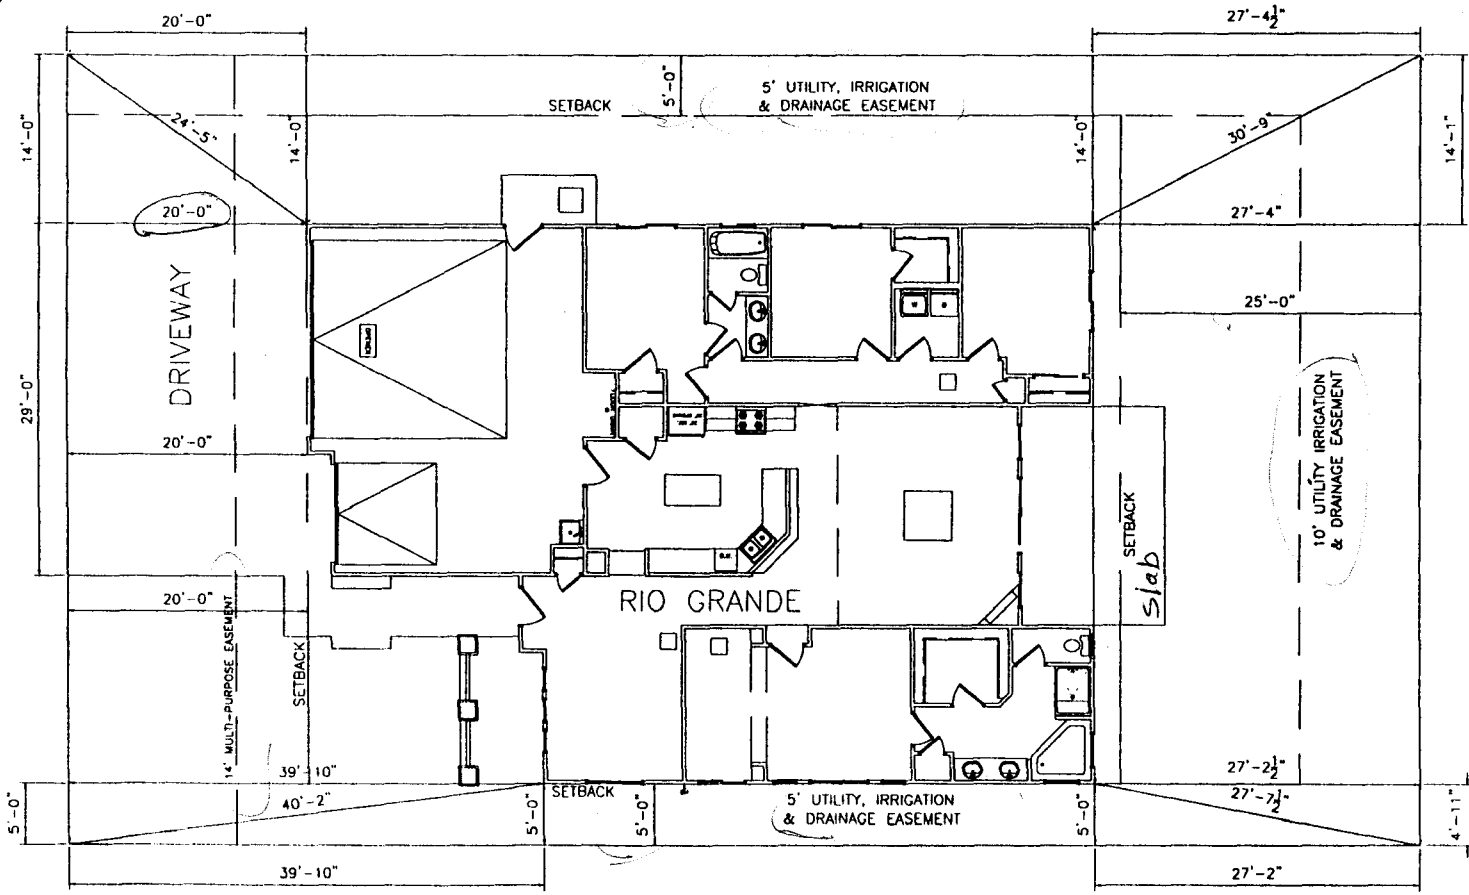 20'-0"
27'-4½"
5'-0"
5' UTILITY, IRRIGATION
& DRAINAGE EASEMENT
SETBACK
24'-5"
30'-9"
14'-0"
14'-0"
14'-0"
14'-1"
20'-0"
27'-4"
25'-0"
DRIVEWAY
OPENER
29'-0"
20'-0"
10' UTILITY IRRIGATION
& DRAINAGE EASEMENT
SETBACK
Slab
RIO GRANDE
20'-0"
14' MULTI-PURPOSE EASEMENT
SETBACK
39'-10"
27'-2½"
40'-2"
SETBACK
27'-7½"
5'-0"
5'-0"
5'-0"
5' UTILITY, IRRIGATION
& DRAINAGE EASEMENT
5'-0"
4'-11"
39'-10"
27'-2"